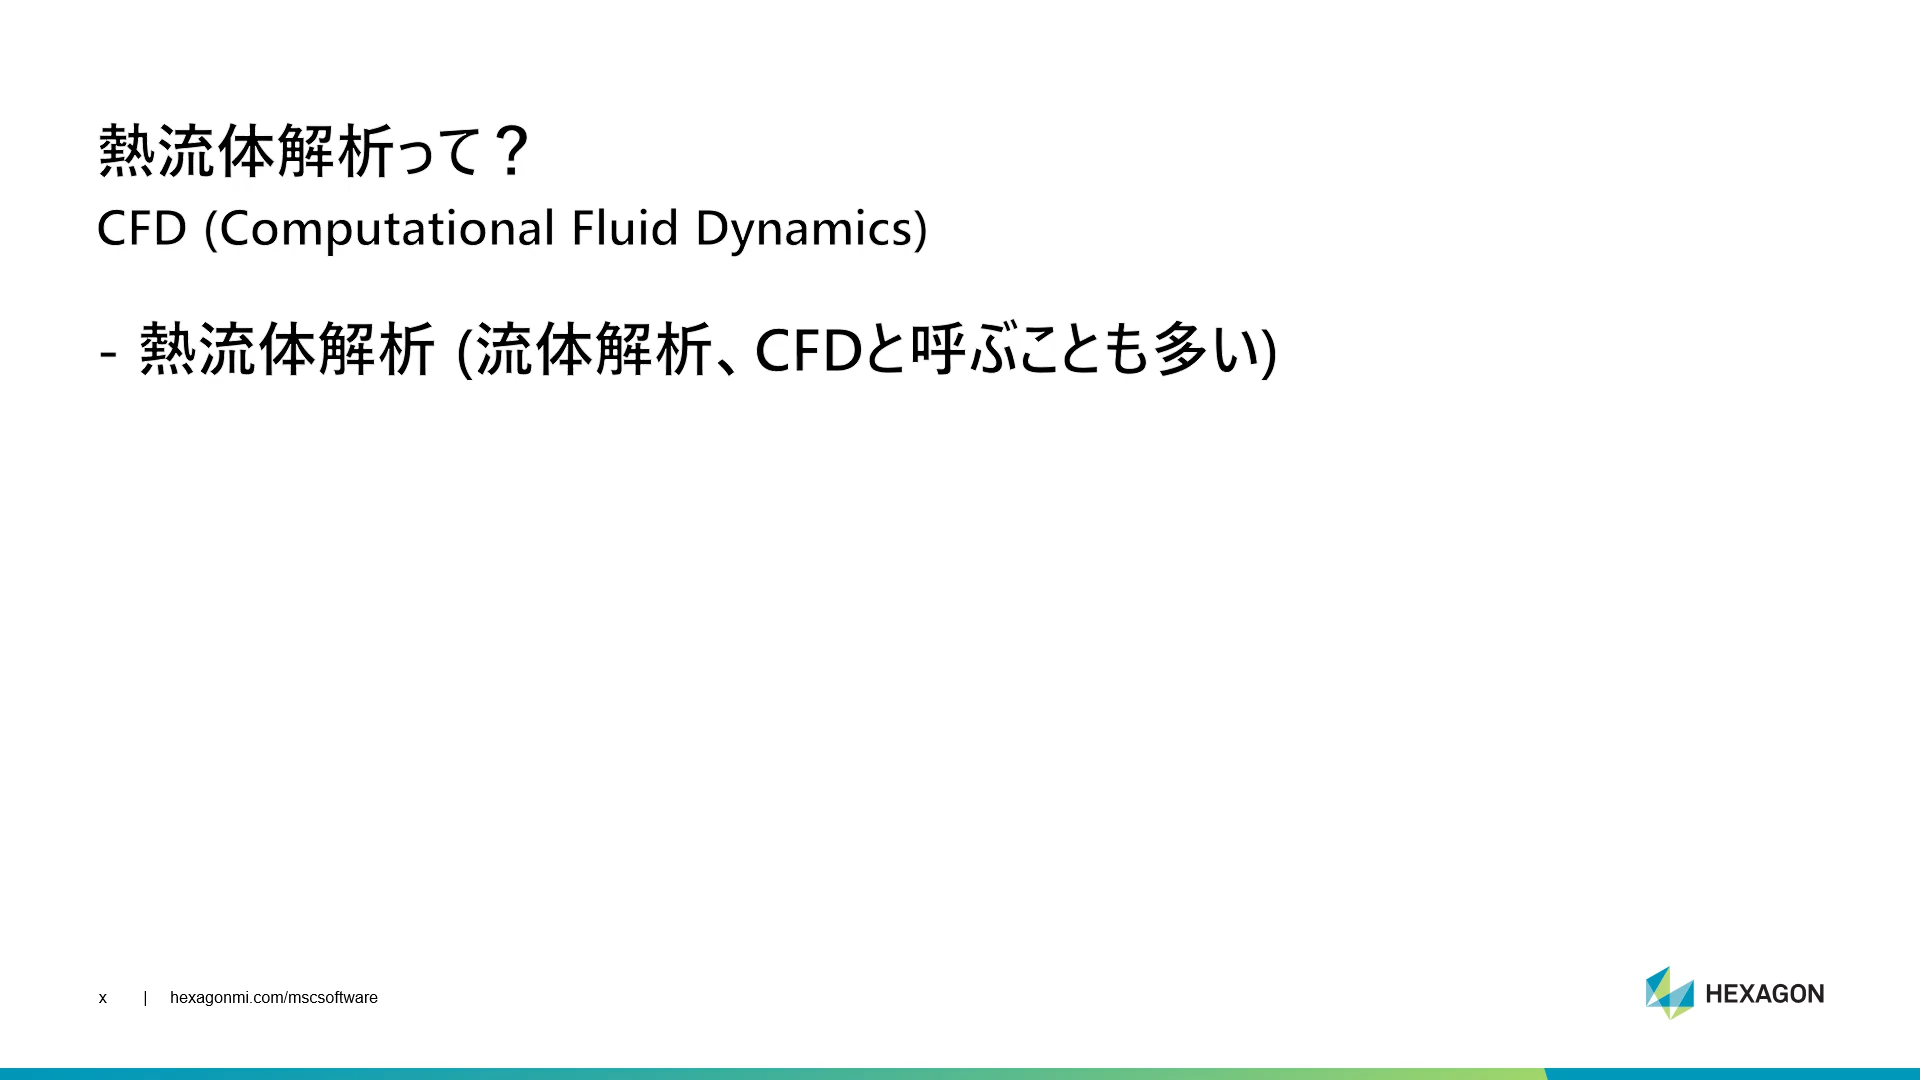 熱流体解析って？
CFD (Computational Fluid Dynamics)
- 熱流体解析 (流体解析、CFDと呼ぶことも多い)
x | hexagonmi.com/mscsoftware
HEXAGON